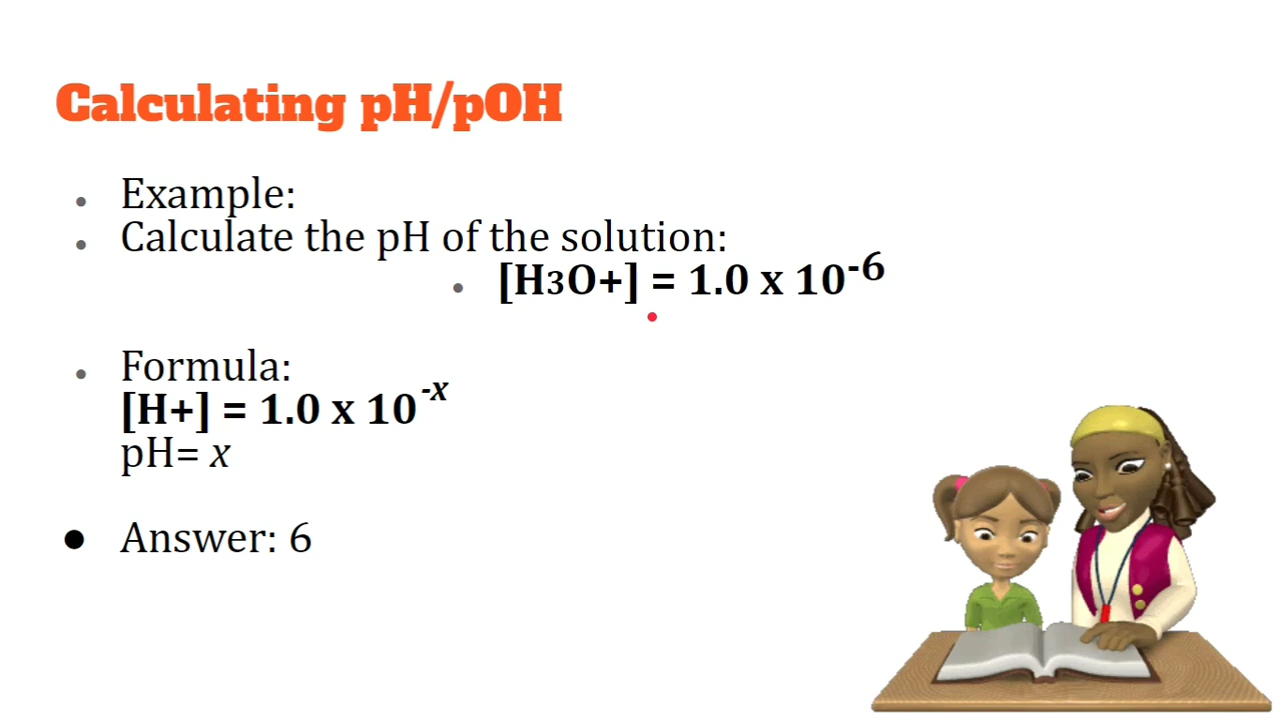 Calculating pH/pOH
• Example:
• Calculate the pH of the solution:
• [H3O+] = 1.0 x 10⁻⁶
• Formula:
[H+] = 1.0 x 10⁻ˣ
pH= x
● Answer: 6